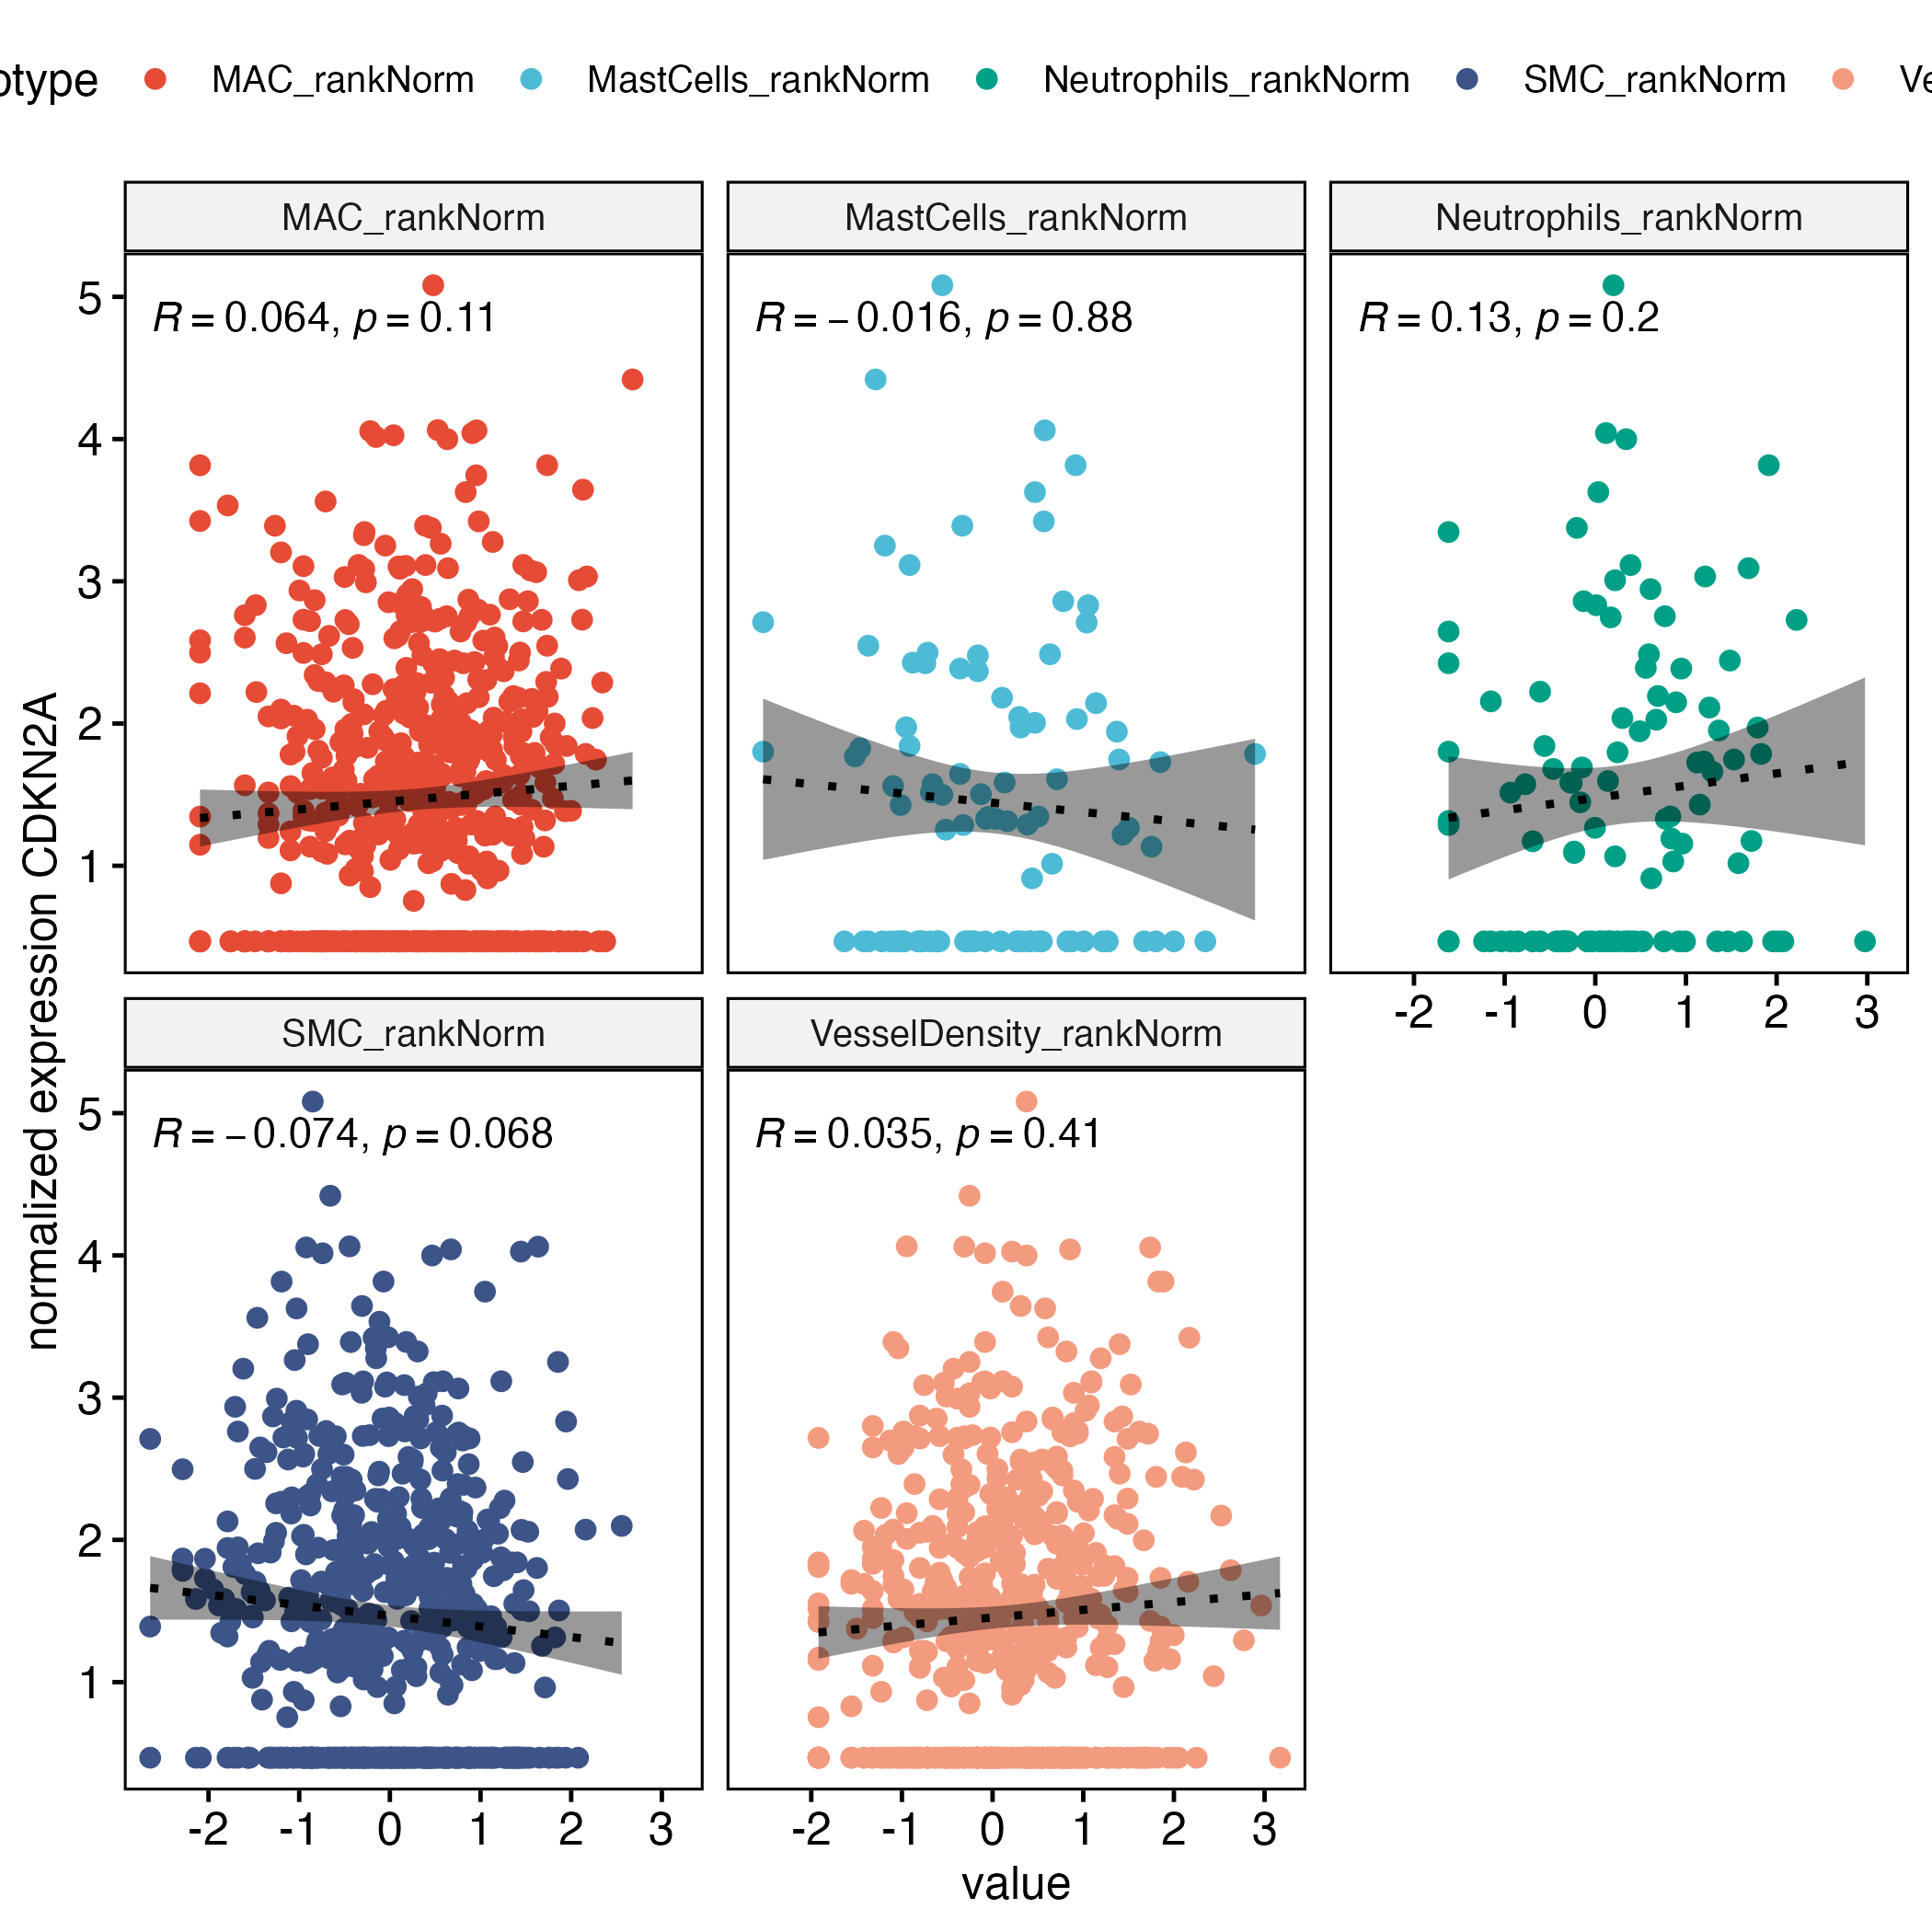 otype MAC_rankNorm MastCells_rankNorm Neutrophils_rankNorm SMC_rankNorm Ve
MAC_rankNorm MastCells_rankNorm Neutrophils_rankNorm
R = 0.064, p = 0.11
R = − 0.016, p = 0.88
R = 0.13, p = 0.2
5
4
3
2
1
-2 -1 0 1 2 3
SMC_rankNorm VesselDensity_rankNorm
R = − 0.074, p = 0.068
R = 0.035, p = 0.41
5
4
3
2
1
-2 -1 0 1 2 3
-2 -1 0 1 2 3
value
normalized expression CDKN2A